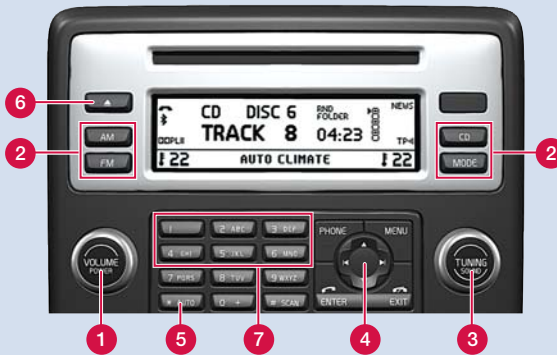 6
AM
FM
2
CD DISC 6 RND FOLDER NEWS
TRACK 8 04:23
PLII TP
22 AUTO CLIMATE 22
CD
MODE
2
1 2 ABC 3 DEF
4 GHI 5 JKL 6 MNO
7 PQRS 8 TUV 9 WXYZ
* AUTO 0 + # SCAN
PHONE MENU
ENTER EXIT
VOLUME
POWER
TUNING
SOUND
1
5
7
4
3